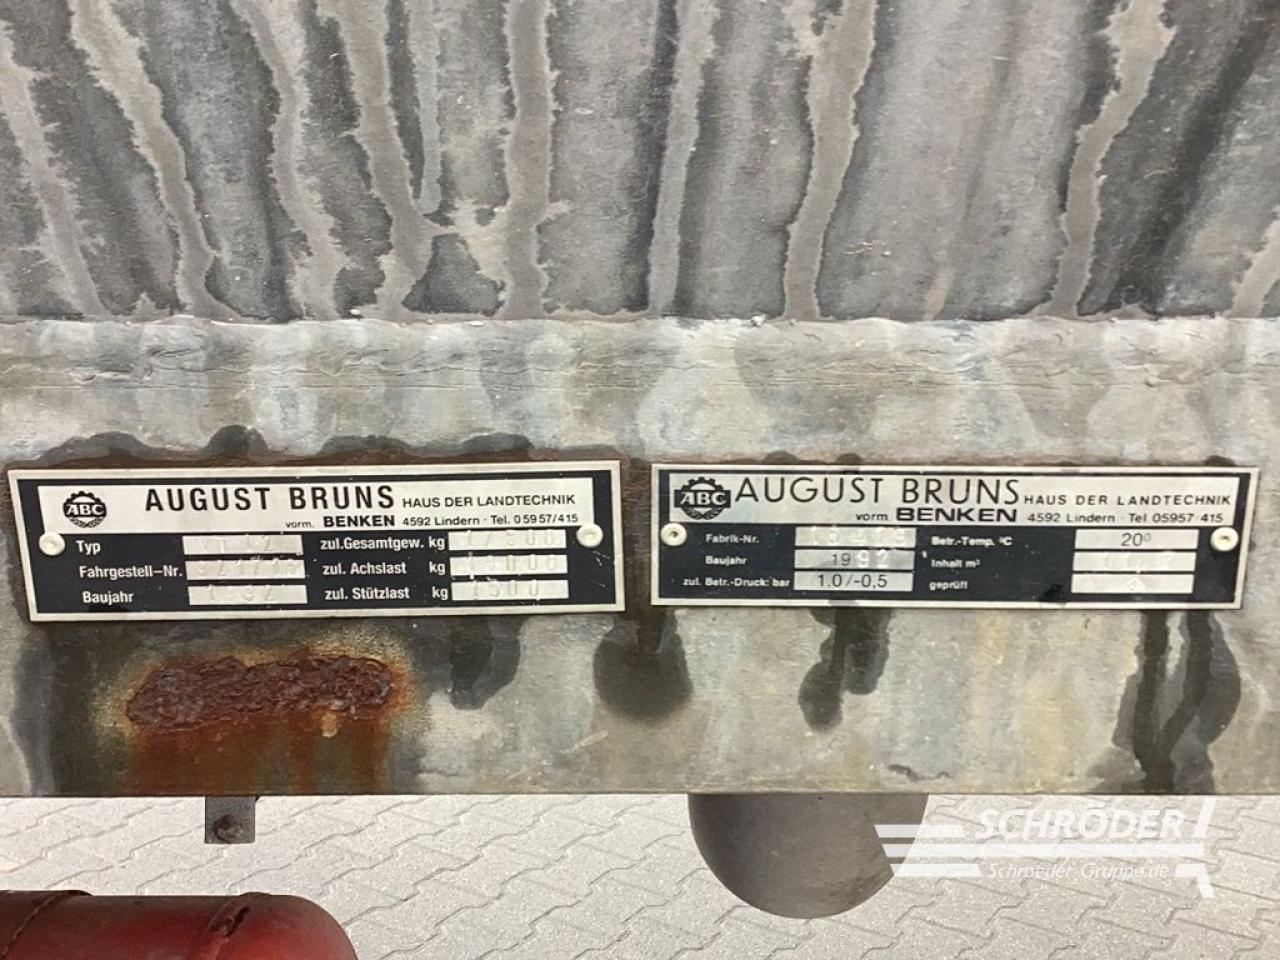 ABC
AUGUST BRUNS HAUS DER LANDTECHNIK
vorm. BENKEN 4592 Lindern · Tel. 05957/415
Typ
zul.Gesamtgew. kg
Fahrgestell-Nr.
zul. Achslast kg
Baujahr 1992 zul. Stützlast kg 1500
ABC
AUGUST BRUNS HAUS DER LANDTECHNIK
vorm. BENKEN 4592 Lindern · Tel. 05957/415
Fabrik-Nr.
Betr.-Temp. °C 20°
Baujahr 1992 Inhalt m³
zul. Betr.-Druck: bar 1.0/-0,5 geprüft
SCHRÖDER
Schroeder-Gruppe.de